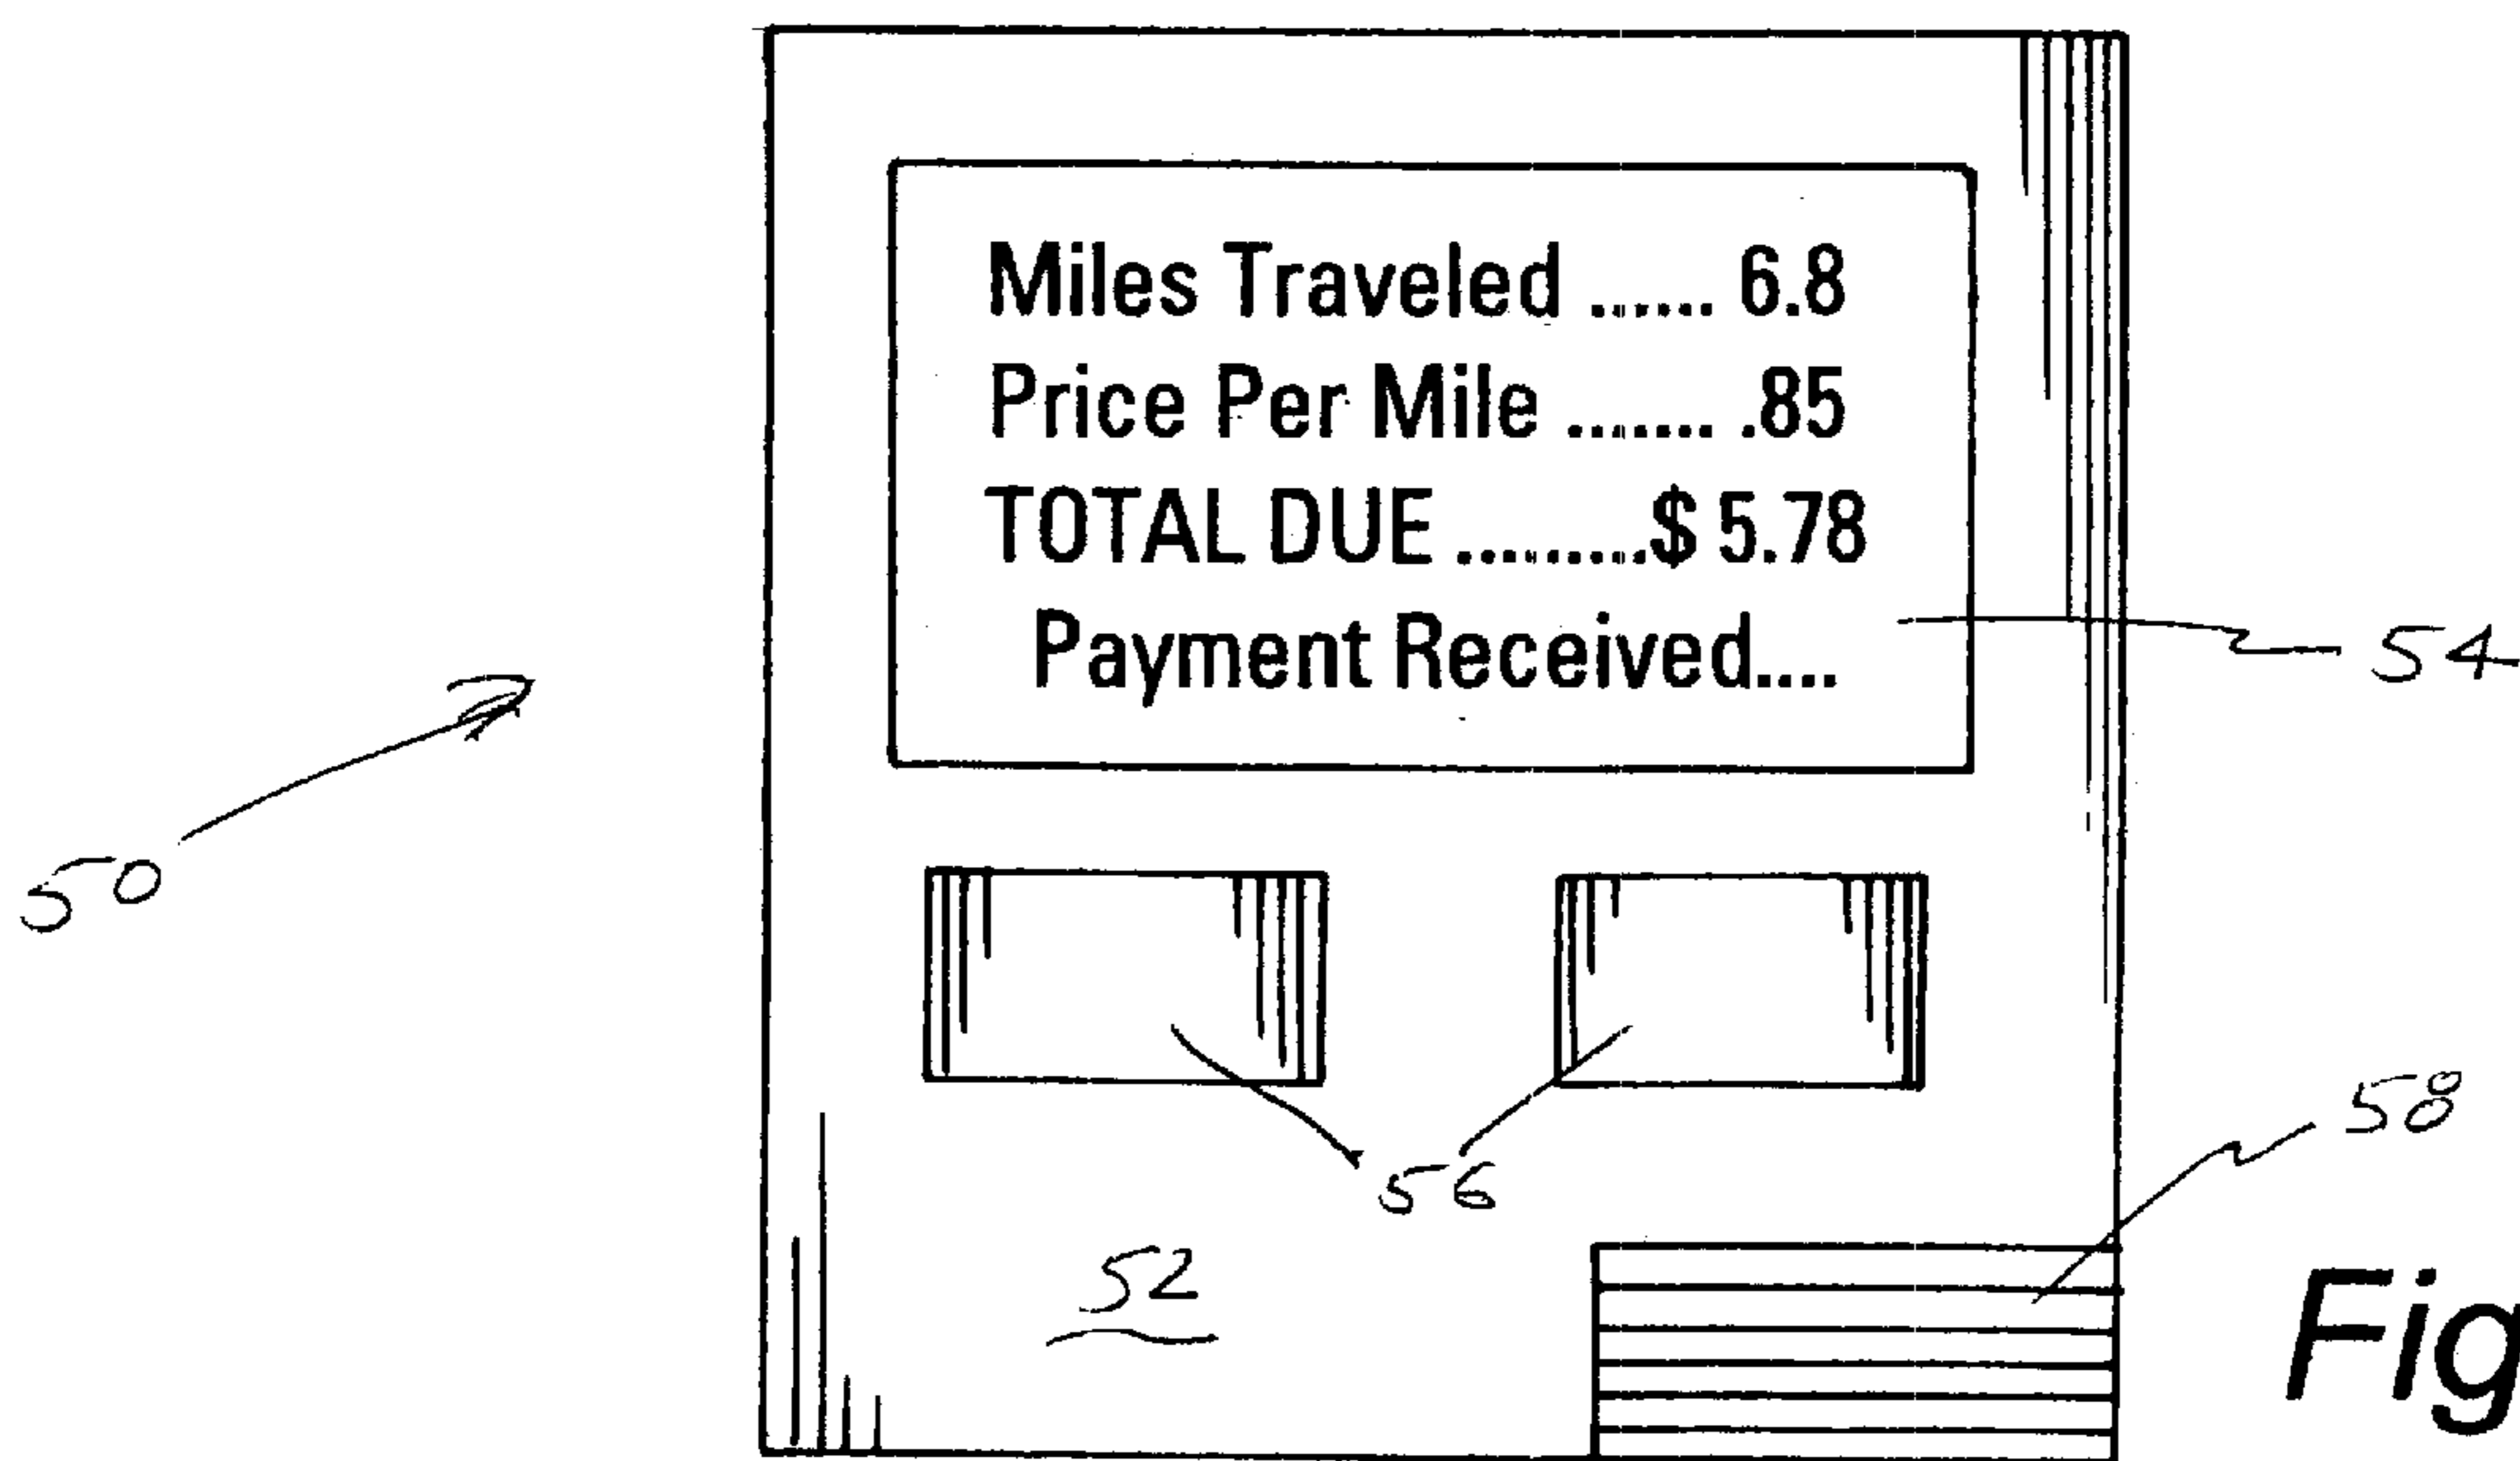 Miles Traveled ...... 6.8
Price Per Mile ....... .85
TOTAL DUE .........$ 5.78
Payment Received....
54
50
58
56
52
Fig